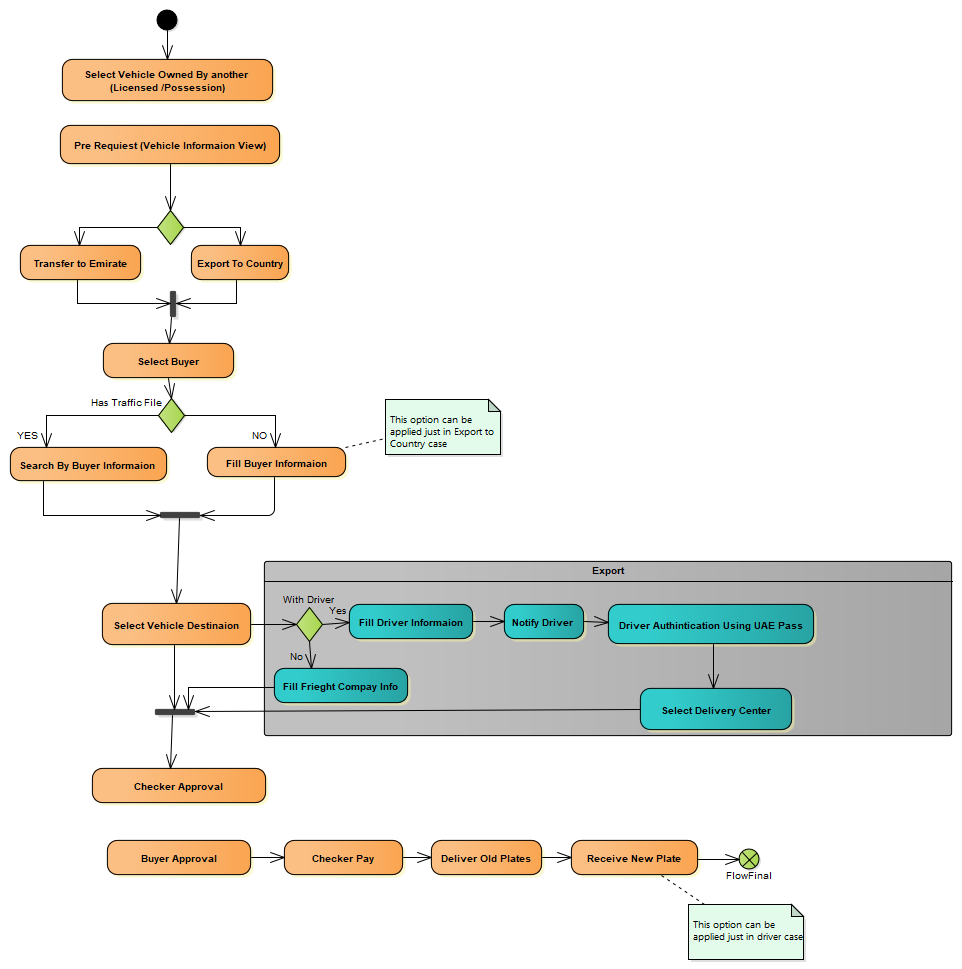 Select Vehicle Owned By another
(Licensed /Possession)
Pre Requiest (Vehicle Informaion View)
Transfer to Emirate
Export To Country
Select Buyer
Has Traffic File
YES
NO
This option can be
applied just in Export to
Country case
Search By Buyer Informaion
Fill Buyer Informaion
Export
With Driver
Yes
Select Vehicle Destinaion
Fill Driver Informaion
Notify Driver
Driver Authintication Using UAE Pass
No
Fill Frieght Compay Info
Select Delivery Center
Checker Approval
Buyer Approval
Checker Pay
Deliver Old Plates
Receive New Plate
FlowFinal
This option can be
applied just in driver case